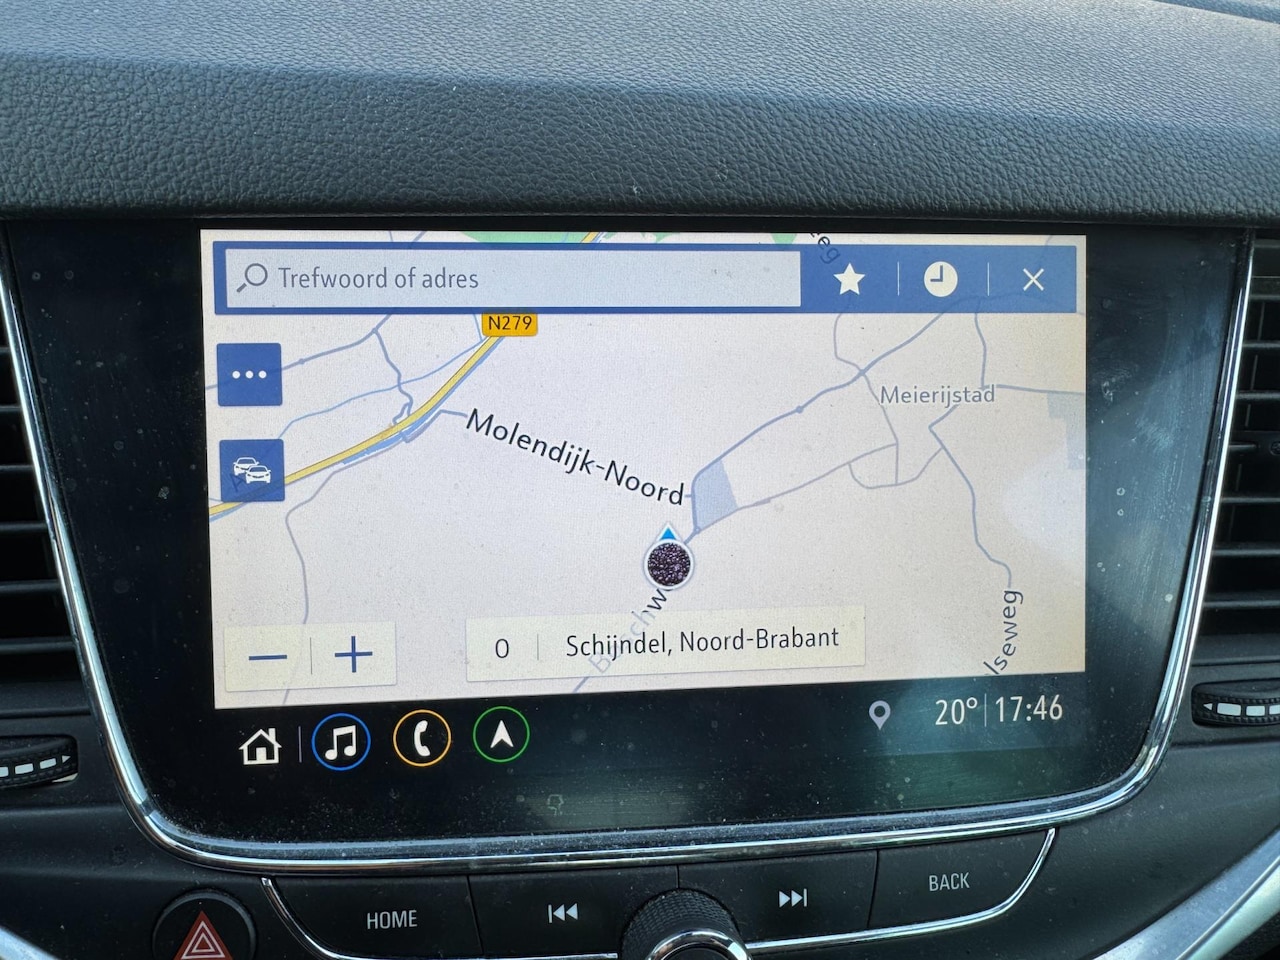 Trefwoord of adres
N279
Meierijstad
Molendijk-Noord
lseweg
0 Schijndel, Noord-Brabant
20° 17:46
HOME
BACK